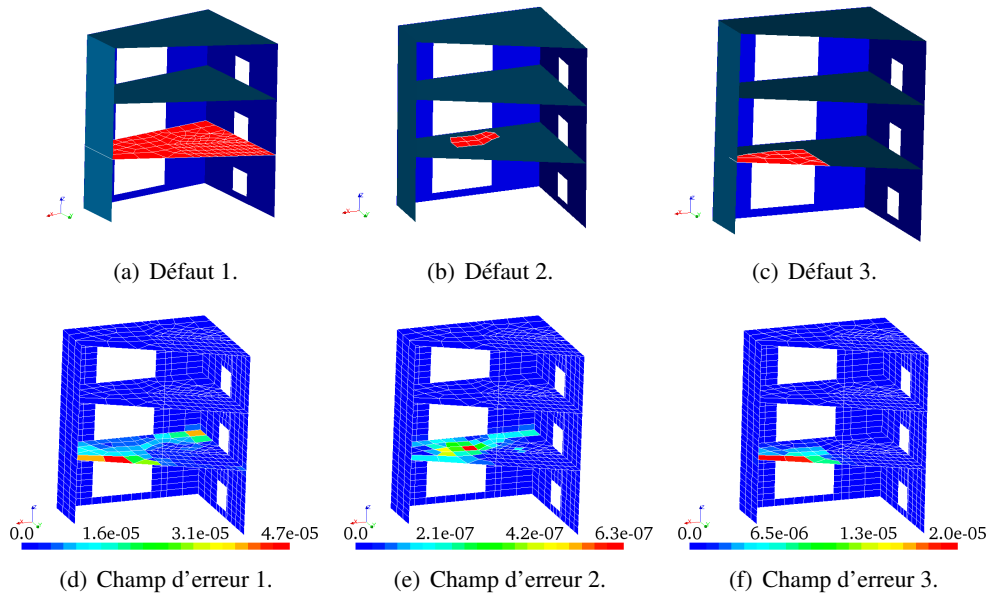 (a) Défaut 1.
(b) Défaut 2.
(c) Défaut 3.
0.0 1.6e-05 3.1e-05 4.7e-05
0.0 2.1e-07 4.2e-07 6.3e-07
0.0 6.5e-06 1.3e-05 2.0e-05
(d) Champ d'erreur 1.
(e) Champ d'erreur 2.
(f) Champ d'erreur 3.